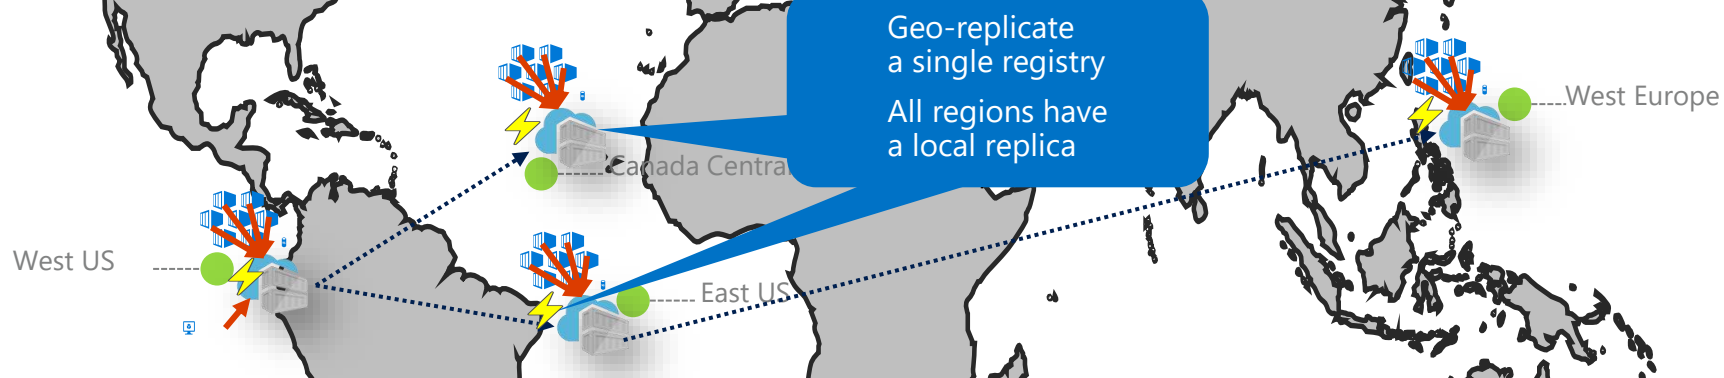 Geo-replicate
a single registry
All regions have
a local replica
West Europe
Canada Central
West US
East US